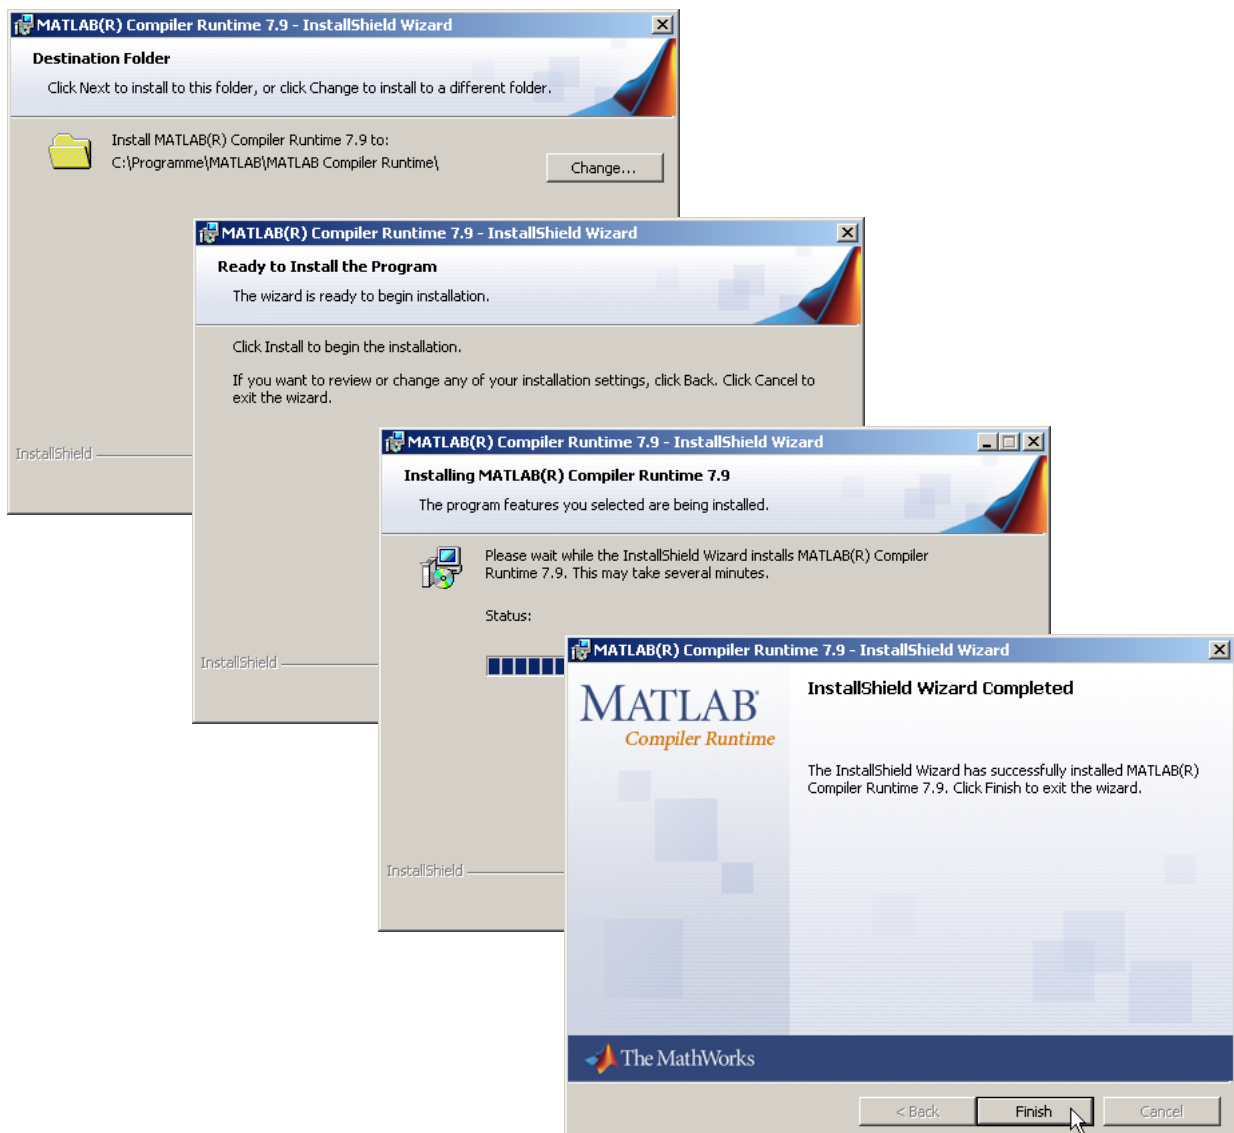 MATLAB(R) Compiler Runtime 7.9 - InstallShield Wizard
Destination Folder
Click Next to install to this folder, or click Change to install to a different folder.
Install MATLAB(R) Compiler Runtime 7.9 to:
C:\Programme\MATLAB\MATLAB Compiler Runtime\
Change...
InstallShield
MATLAB(R) Compiler Runtime 7.9 - InstallShield Wizard
Ready to Install the Program
The wizard is ready to begin installation.
Click Install to begin the installation.
If you want to review or change any of your installation settings, click Back. Click Cancel to
exit the wizard.
InstallShield
MATLAB(R) Compiler Runtime 7.9 - InstallShield Wizard
Installing MATLAB(R) Compiler Runtime 7.9
The program features you selected are being installed.
Please wait while the InstallShield Wizard installs MATLAB(R) Compiler
Runtime 7.9. This may take several minutes.
Status:
InstallShield
MATLAB(R) Compiler Runtime 7.9 - InstallShield Wizard
MATLAB®
Compiler Runtime
InstallShield Wizard Completed
The InstallShield Wizard has successfully installed MATLAB(R)
Compiler Runtime 7.9. Click Finish to exit the wizard.
The MathWorks
< Back
Finish
Cancel